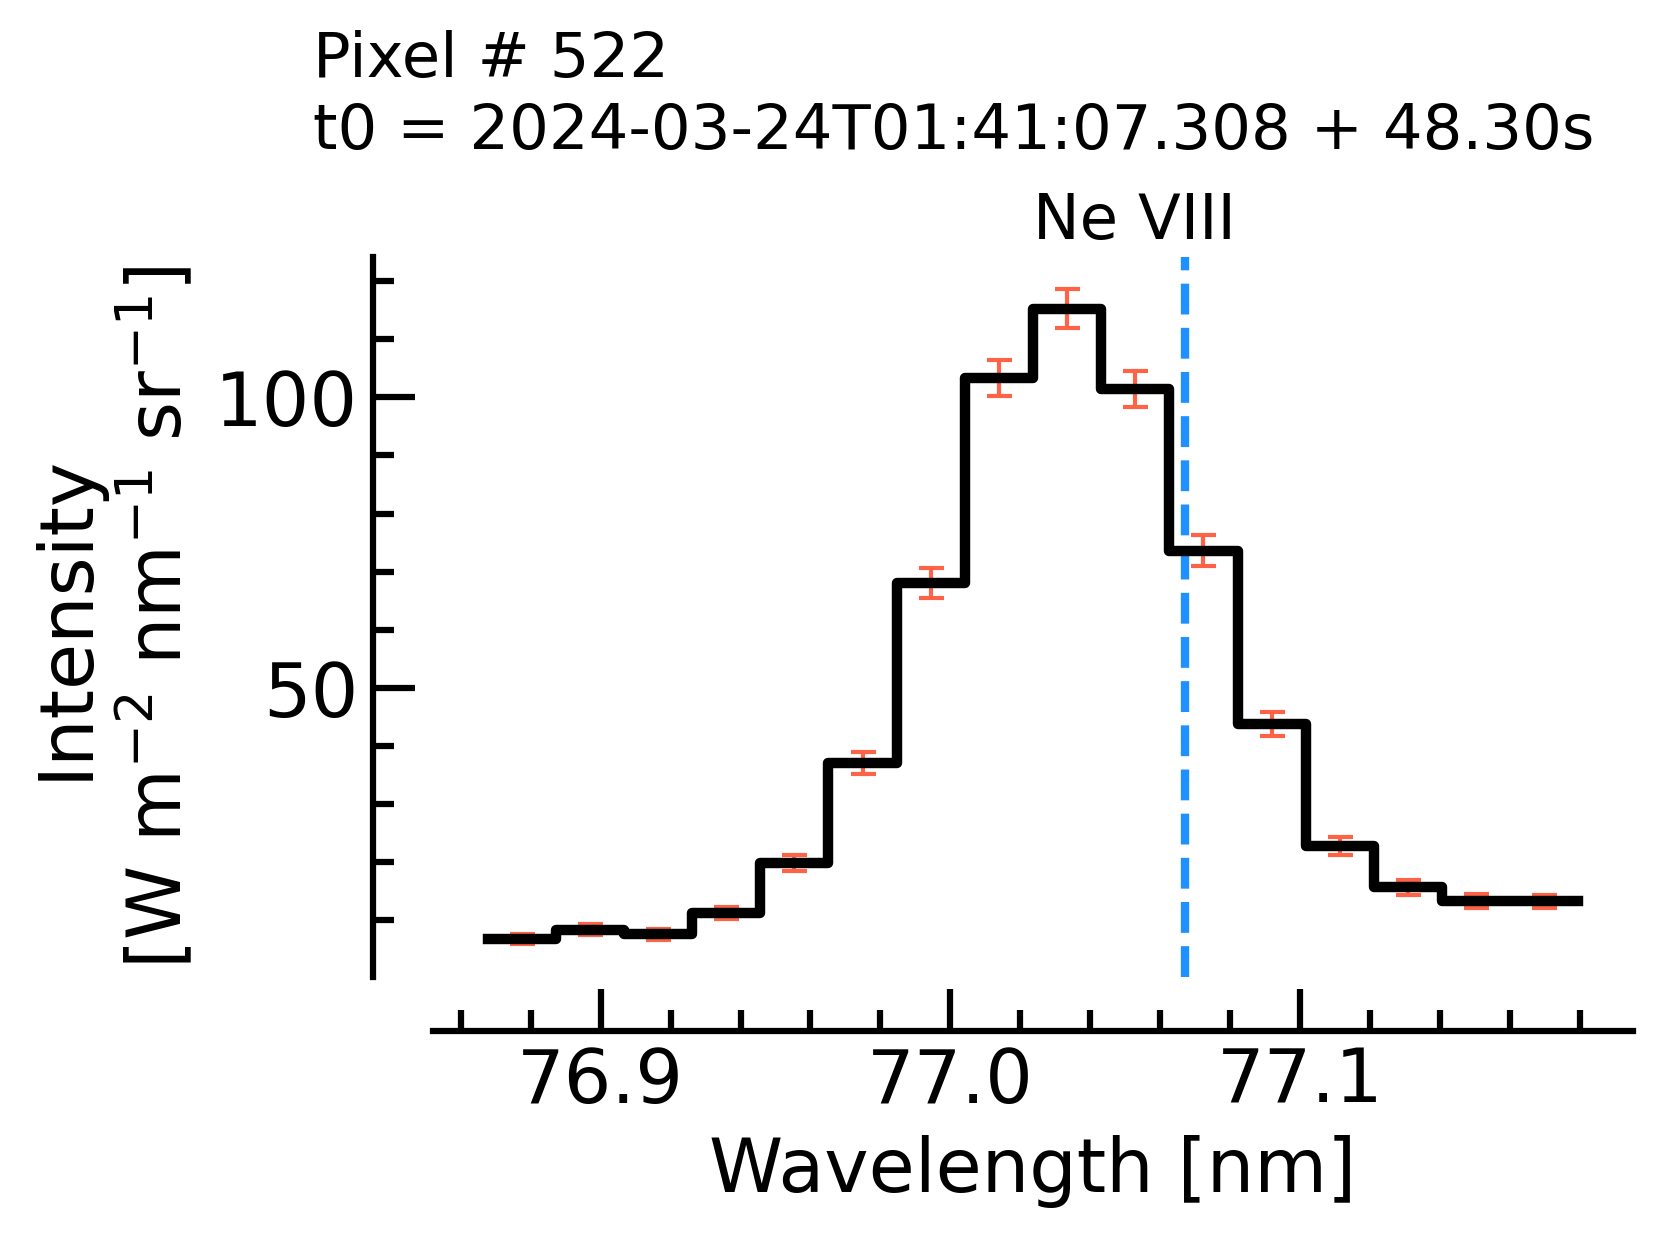 Pixel # 522
t0 = 2024-03-24T01:41:07.308 + 48.30s
Ne VIII
Intensity
[W m⁻² nm⁻¹ sr⁻¹]
100
50
76.9 77.0 77.1
Wavelength [nm]